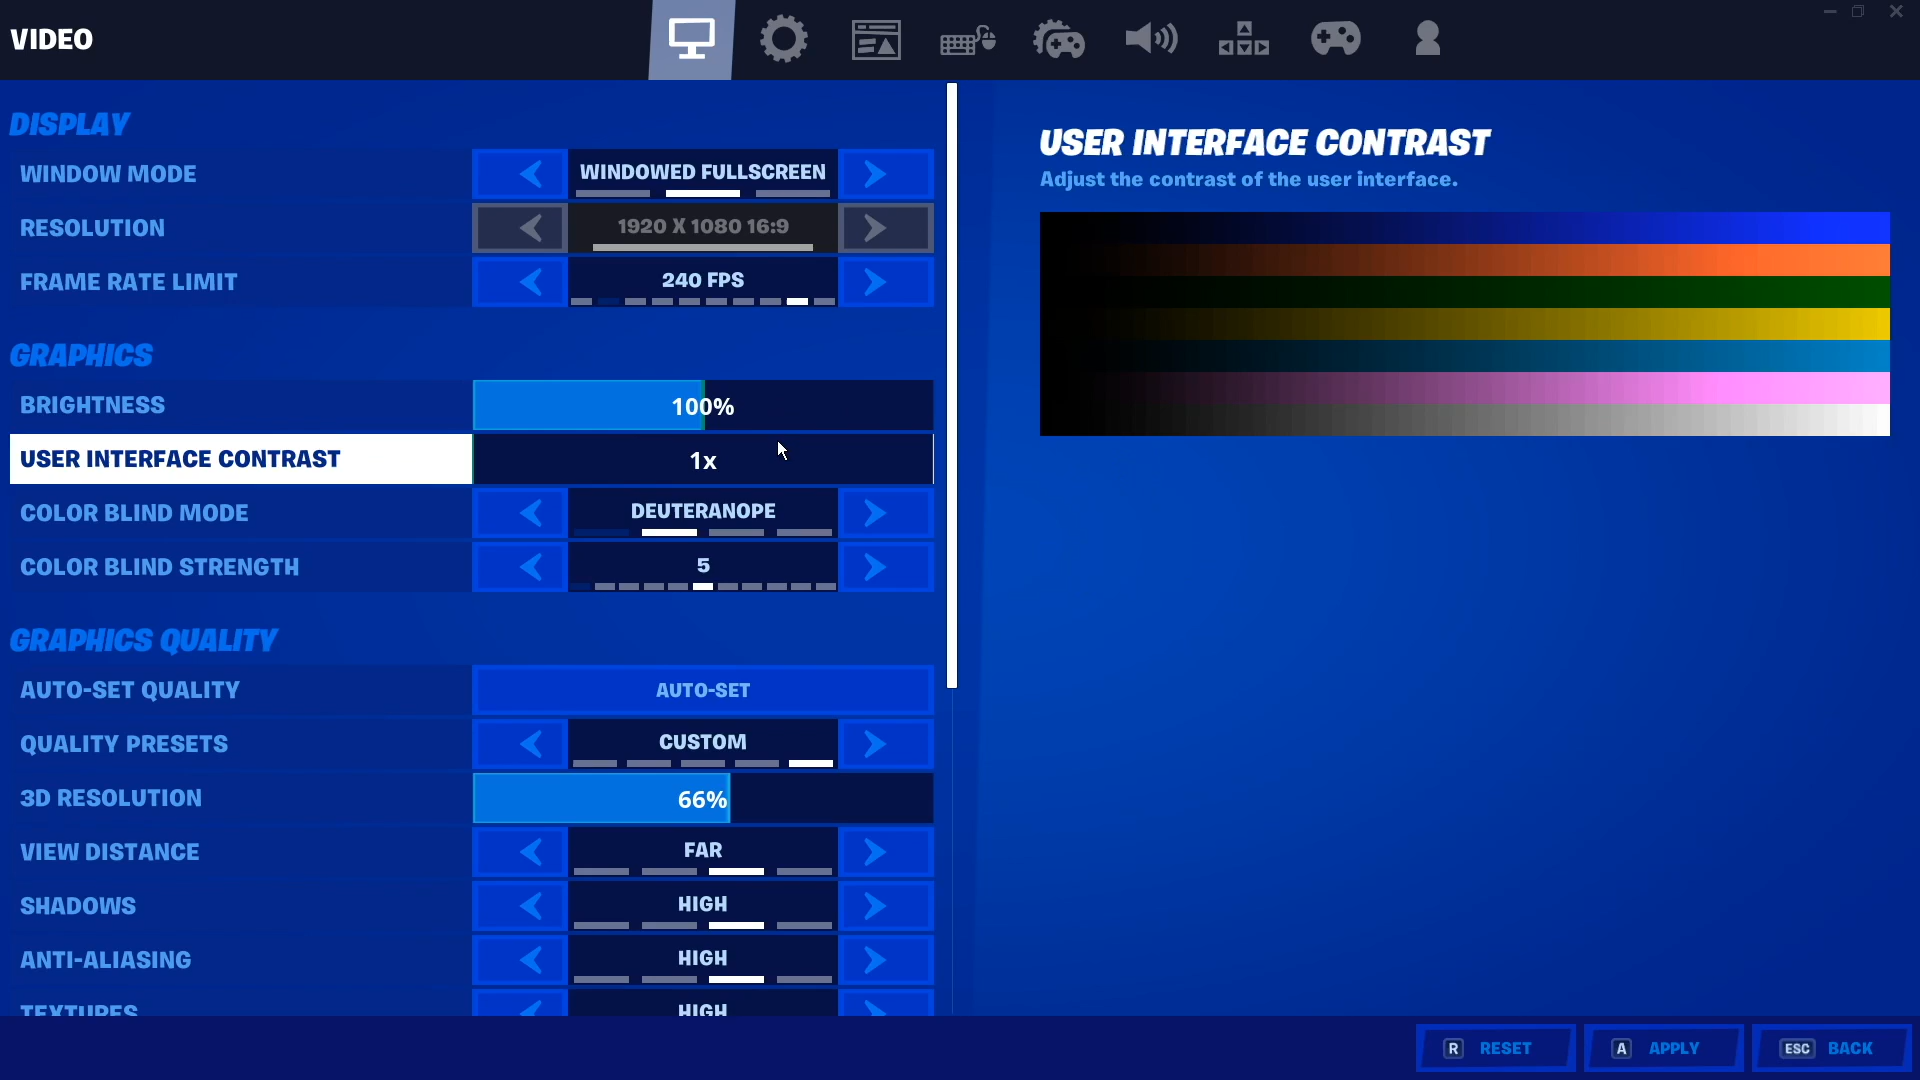 VIDEO
DISPLAY
WINDOW MODE
WINDOWED FULLSCREEN
RESOLUTION
1920 X 1080 16:9
FRAME RATE LIMIT
240 FPS
GRAPHICS
BRIGHTNESS
100%
USER INTERFACE CONTRAST
1x
COLOR BLIND MODE
DEUTERANOPE
COLOR BLIND STRENGTH
5
GRAPHICS QUALITY
AUTO-SET QUALITY
AUTO-SET
QUALITY PRESETS
CUSTOM
3D RESOLUTION
66%
VIEW DISTANCE
FAR
SHADOWS
HIGH
ANTI-ALIASING
HIGH
TEXTURES
HIGH
USER INTERFACE CONTRAST
Adjust the contrast of the user interface.
R RESET
A APPLY
ESC BACK